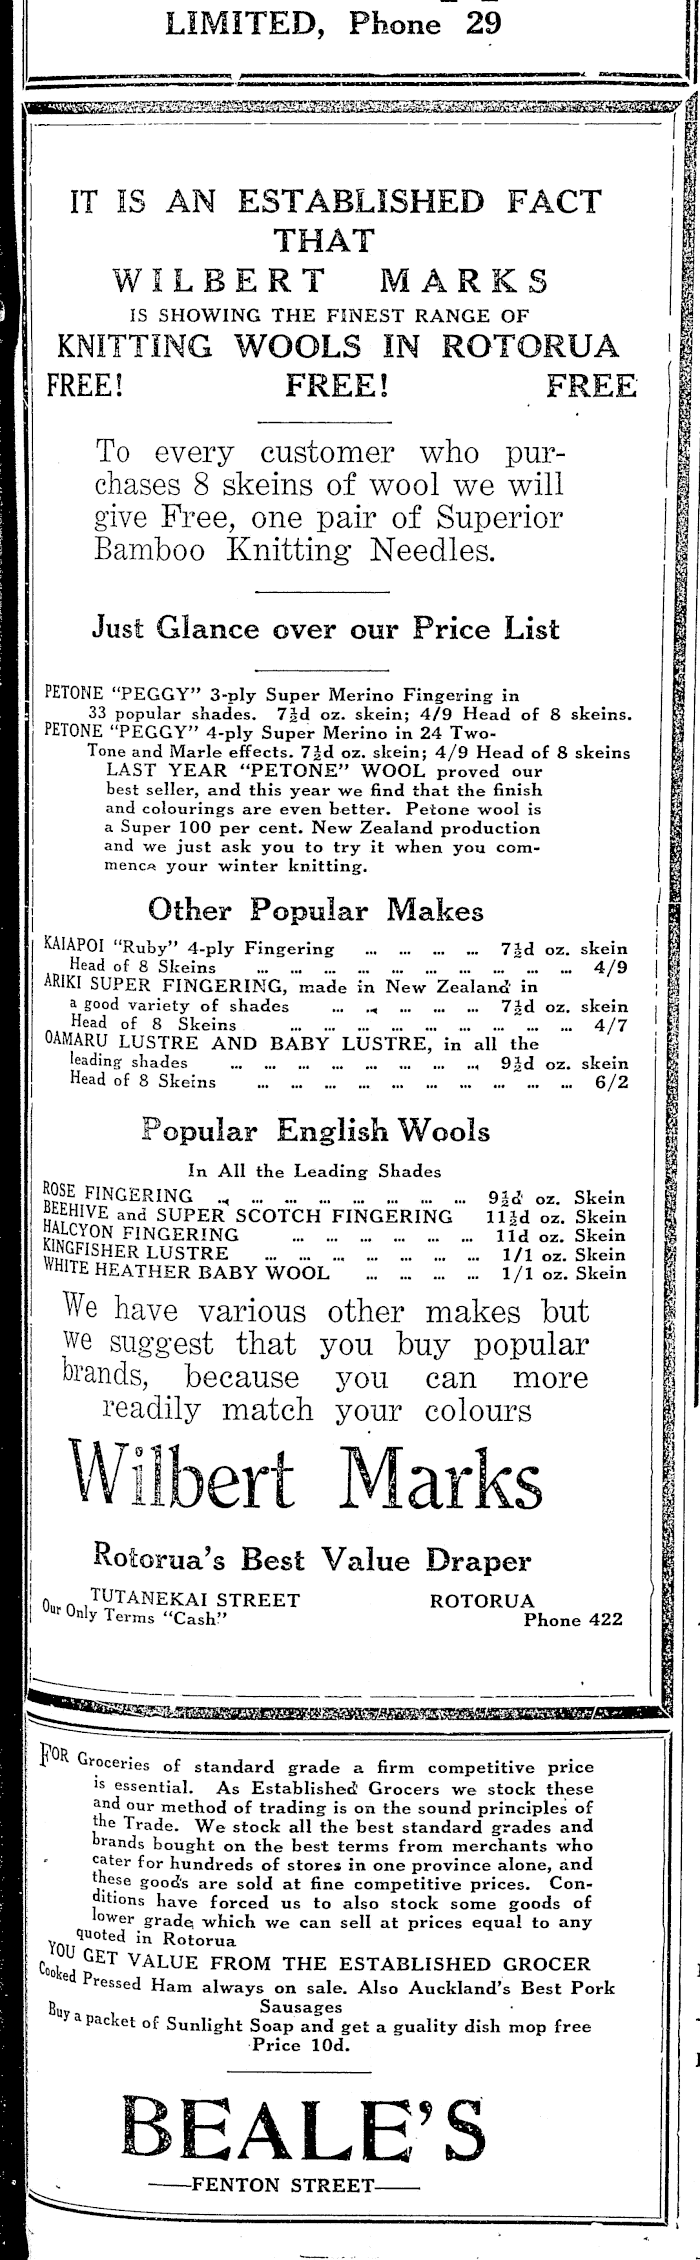 LIMITED, Phone 29
IT IS AN ESTABLISHED FACT
THAT
WILBERT MARKS
IS SHOWING THE FINEST RANGE OF
KNITTING WOOLS IN ROTORUA
FREE! FREE! FREE
To every customer who pur-
chases 8 skeins of wool we will
give Free, one pair of Superior
Bamboo Knitting Needles.
Just Glance over our Price List
PETONE "PEGGY" 3-ply Super Merino Fingering in
33 popular shades. 7½d oz. skein; 4/9 Head of 8 skeins.
PETONE "PEGGY" 4-ply Super Merino in 24 Two-
Tone and Marle effects. 7½d oz. skein; 4/9 Head of 8 skeins
LAST YEAR "PETONE" WOOL proved our
best seller, and this year we find that the finish
and colourings are even better. Petone wool is
a Super 100 per cent. New Zealand production
and we just ask you to try it when you com-
mence your winter knitting.
Other Popular Makes
KAIAPOI "Ruby" 4-ply Fingering ... ... ... ... 7½d oz. skein
Head of 8 Skeins ... ... ... ... ... ... ... ... ... ... 4/9
ARIKI SUPER FINGERING, made in New Zealand in
a good variety of shades ... ... ... ... ... 7½d oz. skein
Head of 8 Skeins ... ... ... ... ... ... ... ... ... 4/7
OAMARU LUSTRE AND BABY LUSTRE, in all the
leading shades ... ... ... ... ... ... ... ... 9½d oz. skein
Head of 8 Skeins ... ... ... ... ... ... ... ... ... ... 6/2
Popular English Wools
In All the Leading Shades
ROSE FINGERING ... ... ... ... ... ... ... ... 9½d oz. Skein
BEEHIVE and SUPER SCOTCH FINGERING 11½d oz. Skein
HALCYON FINGERING ... ... ... ... ... ... 11d oz. Skein
KINGFISHER LUSTRE ... ... ... ... ... ... ... 1/1 oz. Skein
WHITE HEATHER BABY WOOL ... ... ... ... 1/1 oz. Skein
We have various other makes but
we suggest that you buy popular
brands, because you can more
readily match your colours
Wilbert Marks
Rotorua's Best Value Draper
TUTANEKAI STREET ROTORUA
Our Only Terms "Cash" Phone 422
FOR Groceries of standard grade a firm competitive price
is essential. As Established Grocers we stock these
and our method of trading is on the sound principles of
the Trade. We stock all the best standard grades and
brands bought on the best terms from merchants who
cater for hundreds of stores in one province alone, and
these goods are sold at fine competitive prices. Con-
ditions have forced us to also stock some goods of
lower grade, which we can sell at prices equal to any
quoted in Rotorua
YOU GET VALUE FROM THE ESTABLISHED GROCER
Cooked Pressed Ham always on sale. Also Auckland's Best Pork
Sausages
Buy a packet of Sunlight Soap and get a guality dish mop free
Price 10d.
BEALE'S
—FENTON STREET—